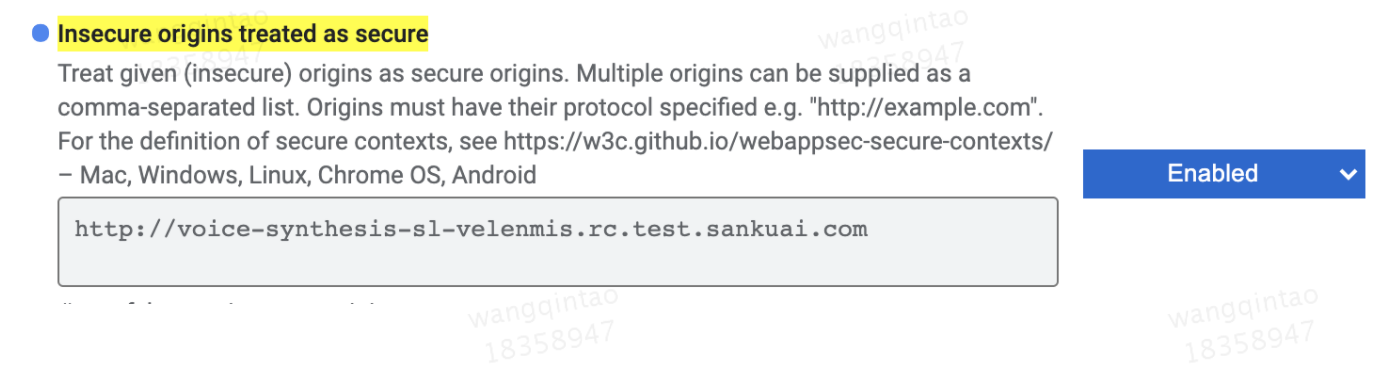 Insecure origins treated as secure
Treat given (insecure) origins as secure origins. Multiple origins can be supplied as a
comma-separated list. Origins must have their protocol specified e.g. "http://example.com".
For the definition of secure contexts, see https://w3c.github.io/webappsec-secure-contexts/
– Mac, Windows, Linux, Chrome OS, Android
Enabled
http://voice-synthesis-sl-velenmis.rc.test.sankuai.com
wangqintao
18358947
wangqintao
18358947
wangqintao
18358947
wangqintao
18358947